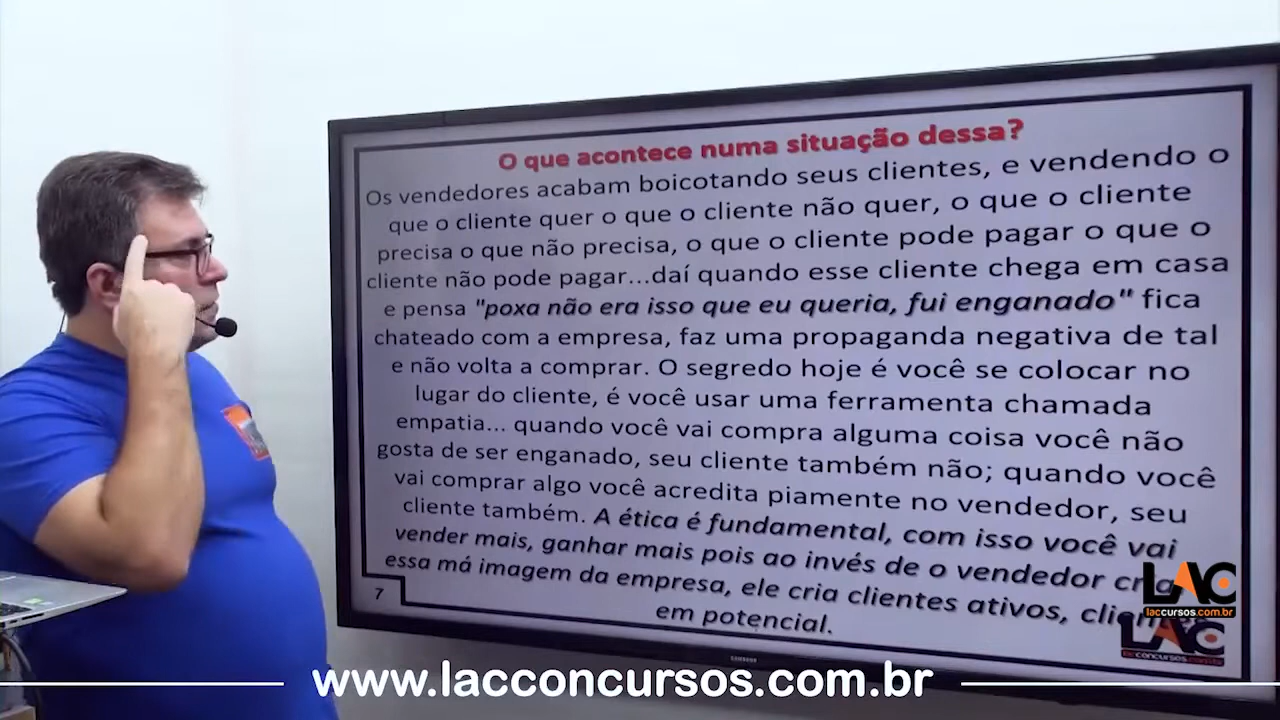 O que acontece numa situação dessa?
Os vendedores acabam boicotando seus clientes, e vendendo o
que o cliente quer o que o cliente não quer, o que o cliente
precisa o que não precisa, o que o cliente pode pagar o que o
cliente não pode pagar...daí quando esse cliente chega em casa
e pensa "poxa não era isso que eu queria, fui enganado" fica
chateado com a empresa, faz uma propaganda negativa de tal
e não volta a comprar. O segredo hoje é você se colocar no
lugar do cliente, é você usar uma ferramenta chamada
empatia... quando você vai compra alguma coisa você não
gosta de ser enganado, seu cliente também não; quando você
vai comprar algo você acredita piamente no vendedor, seu
cliente também. A ética é fundamental, com isso você vai
vender mais, ganhar mais pois ao invés de o vendedor
essa má imagem da empresa, ele cria clientes ativos,
em potencial.
7
LAC
laccursos.com.br
LAC
lacconcursos.com.br
SAMSUNG
www.lacconcursos.com.br